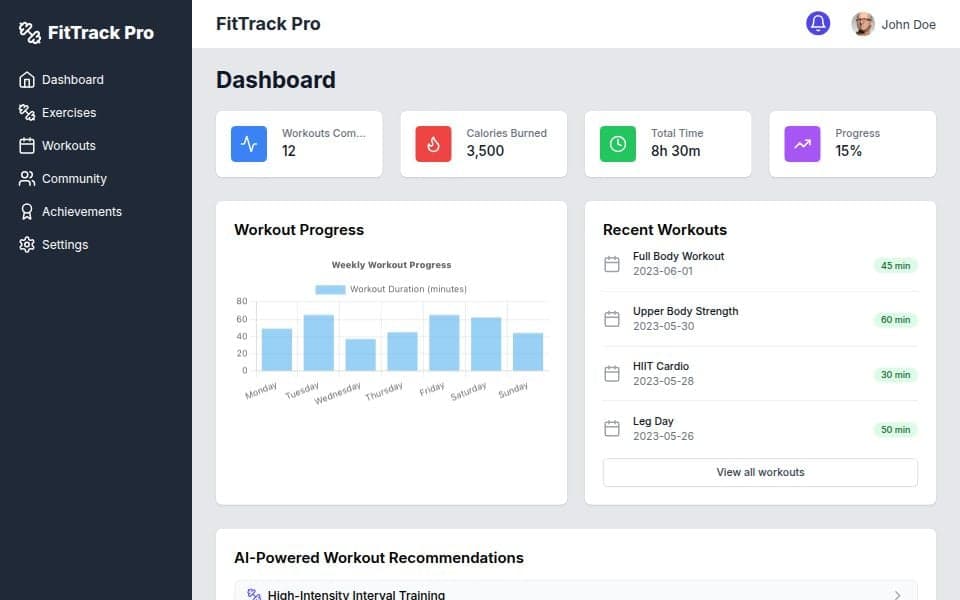 FitTrack Pro
Dashboard
Exercises
Workouts
Community
Achievements
Settings
FitTrack Pro
John Doe
Dashboard
Workouts Com...
12
Calories Burned
3,500
Total Time
8h 30m
Progress
15%
Workout Progress
Weekly Workout Progress
Workout Duration (minutes)
80
60
40
20
0
Monday Tuesday Wednesday Thursday Friday Saturday Sunday
Recent Workouts
Full Body Workout
2023-06-01
45 min
Upper Body Strength
2023-05-30
60 min
HIIT Cardio
2023-05-28
30 min
Leg Day
2023-05-26
50 min
View all workouts
AI-Powered Workout Recommendations
High-Intensity Interval Training